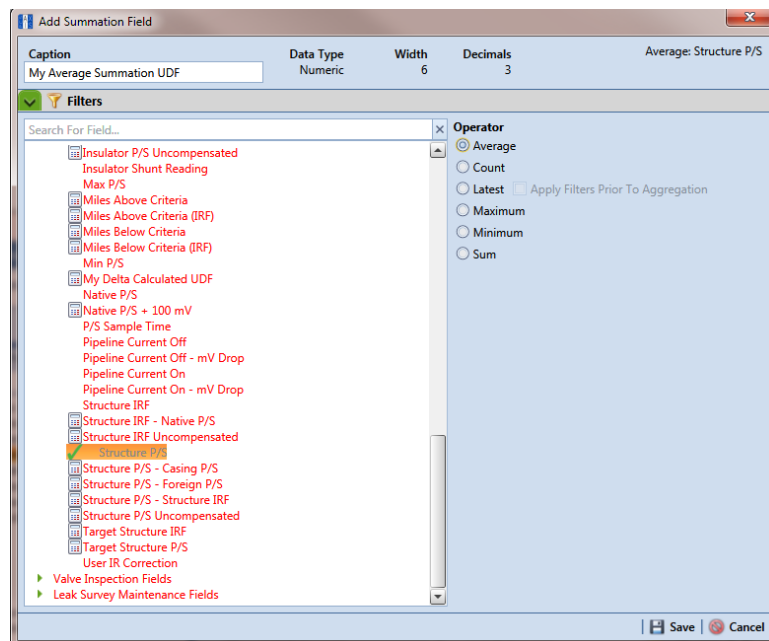 Add Summation Field
Caption
Data Type
Width
Decimals
Average: Structure P/S
My Average Summation UDF
Numeric
6
3
Filters
Search For Field...
Insulator P/S Uncompensated
Insulator Shunt Reading
Max P/S
Miles Above Criteria
Miles Above Criteria (IRF)
Miles Below Criteria
Miles Below Criteria (IRF)
Min P/S
My Delta Calculated UDF
Native P/S
Native P/S + 100 mV
P/S Sample Time
Pipeline Current Off
Pipeline Current Off - mV Drop
Pipeline Current On
Pipeline Current On - mV Drop
Structure IRF
Structure IRF - Native P/S
Structure IRF Uncompensated
Structure P/S
Structure P/S - Casing P/S
Structure P/S - Foreign P/S
Structure P/S - Structure IRF
Structure P/S Uncompensated
Target Structure IRF
Target Structure P/S
User IR Correction
Valve Inspection Fields
Leak Survey Maintenance Fields
Operator
Average
Count
Latest
Apply Filters Prior To Aggregation
Maximum
Minimum
Sum
Save
Cancel